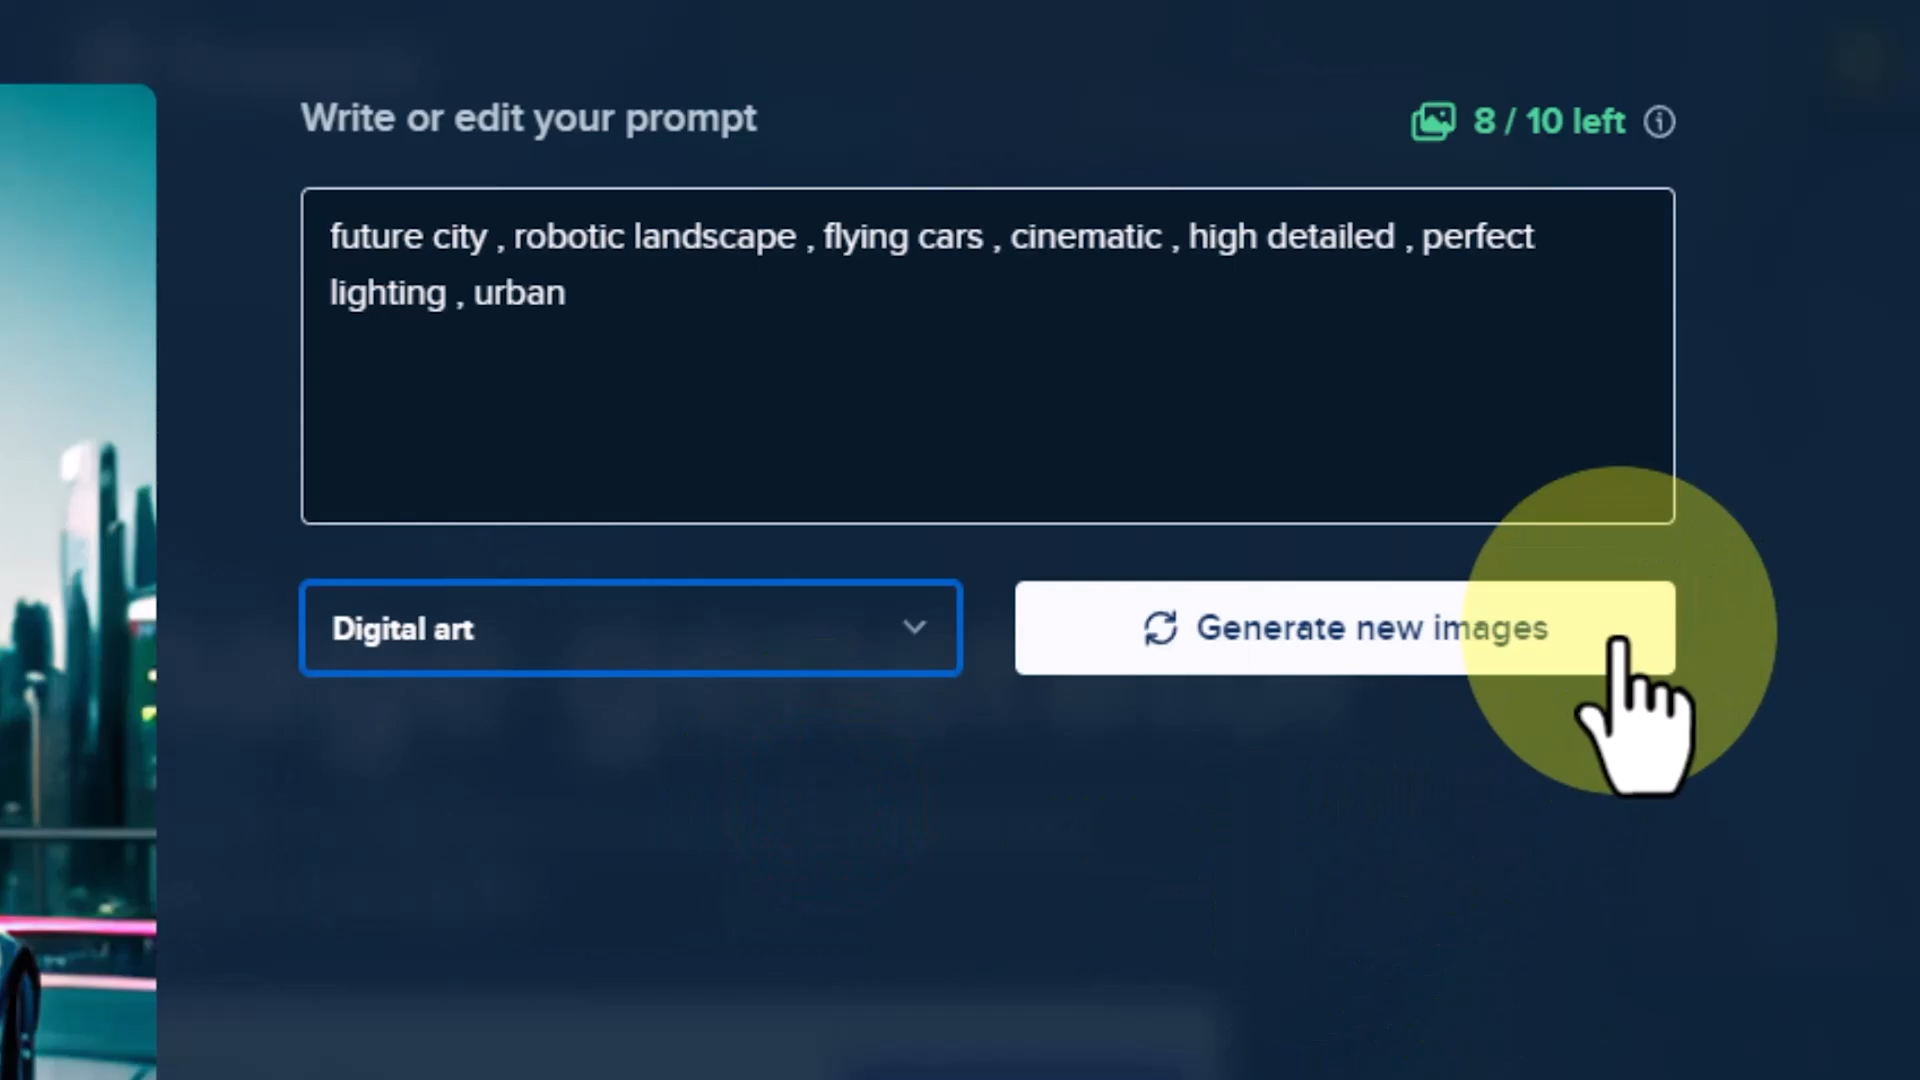 Write or edit your prompt
8 / 10 left
future city , robotic landscape , flying cars , cinematic , high detailed , perfect
lighting , urban
Digital art
Generate new images